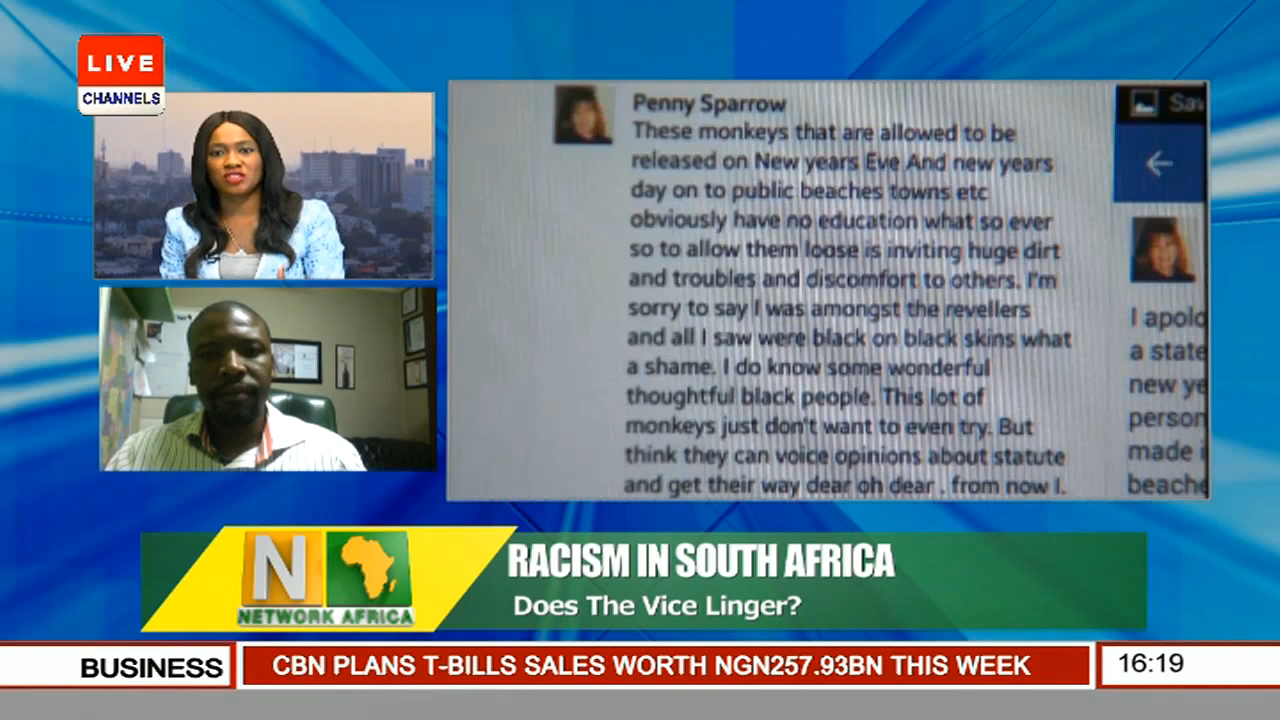 LIVE
CHANNELS
Penny Sparrow
These monkeys that are allowed to be
released on New years Eve And new years
day on to public beaches towns etc
obviously have no education what so ever
so to allow them loose is inviting huge dirt
and troubles and discomfort to others. I'm
sorry to say I was amongst the revellers
and all I saw were black on black skins what
a shame. I do know some wonderful
thoughtful black people. This lot of
monkeys just don't want to even try. But
think they can voice opinions about statute
and get their way dear oh dear . from now I.
I apolo
a state
new ye
person
made i
beache
N
NETWORK AFRICA
RACISM IN SOUTH AFRICA
Does The Vice Linger?
BUSINESS
CBN PLANS T-BILLS SALES WORTH NGN257.93BN THIS WEEK
16:19